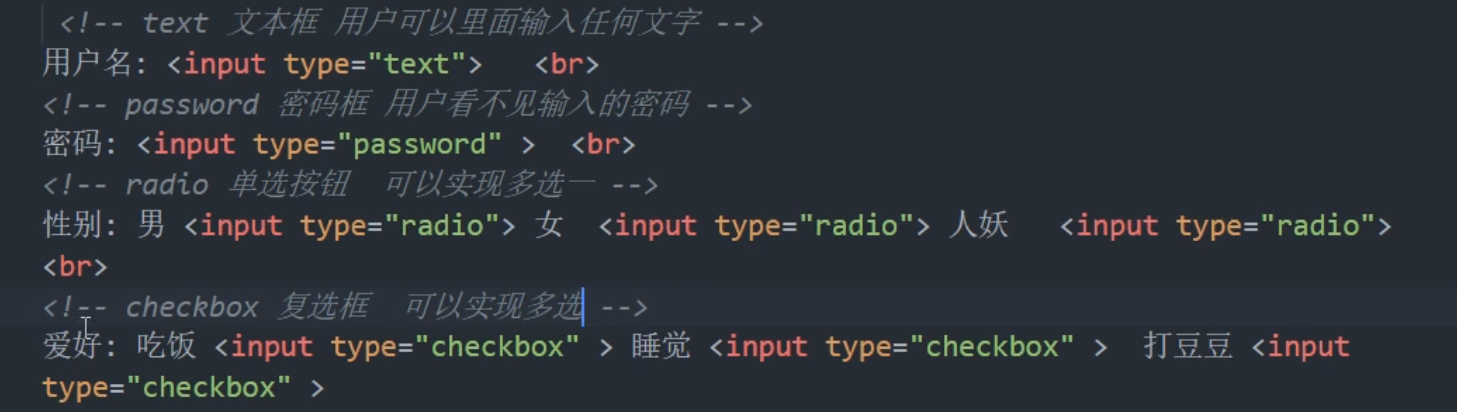 <!-- text 文本框 用户可以里面输入任何文字 -->
用户名: <input type="text">   <br>
<!-- password 密码框 用户看不见输入的密码 -->
密码: <input type="password" >  <br>
<!-- radio 单选按钮  可以实现多选一 -->
性别: 男 <input type="radio"> 女  <input type="radio"> 人妖   <input type="radio">
<br>
<!-- checkbox 复选框  可以实现多选 -->
爱好: 吃饭 <input type="checkbox" > 睡觉 <input type="checkbox" >  打豆豆 <input
type="checkbox" >